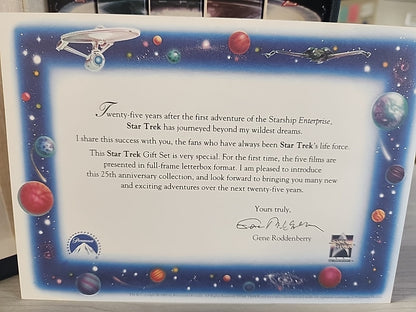 Twenty-five years after the first adventure of the Starship Enterprise,
Star Trek has journeyed beyond my wildest dreams.
I share this success with you, the fans who have always been Star Trek's life force.
This Star Trek Gift Set is very special. For the first time, the five films are
presented in full-frame letterbox format. I am pleased to introduce
this 25th anniversary collection, and look forward to bringing you many new
and exciting adventures over the next twenty-five years.
Yours truly,
Gene Roddenberry
Paramount